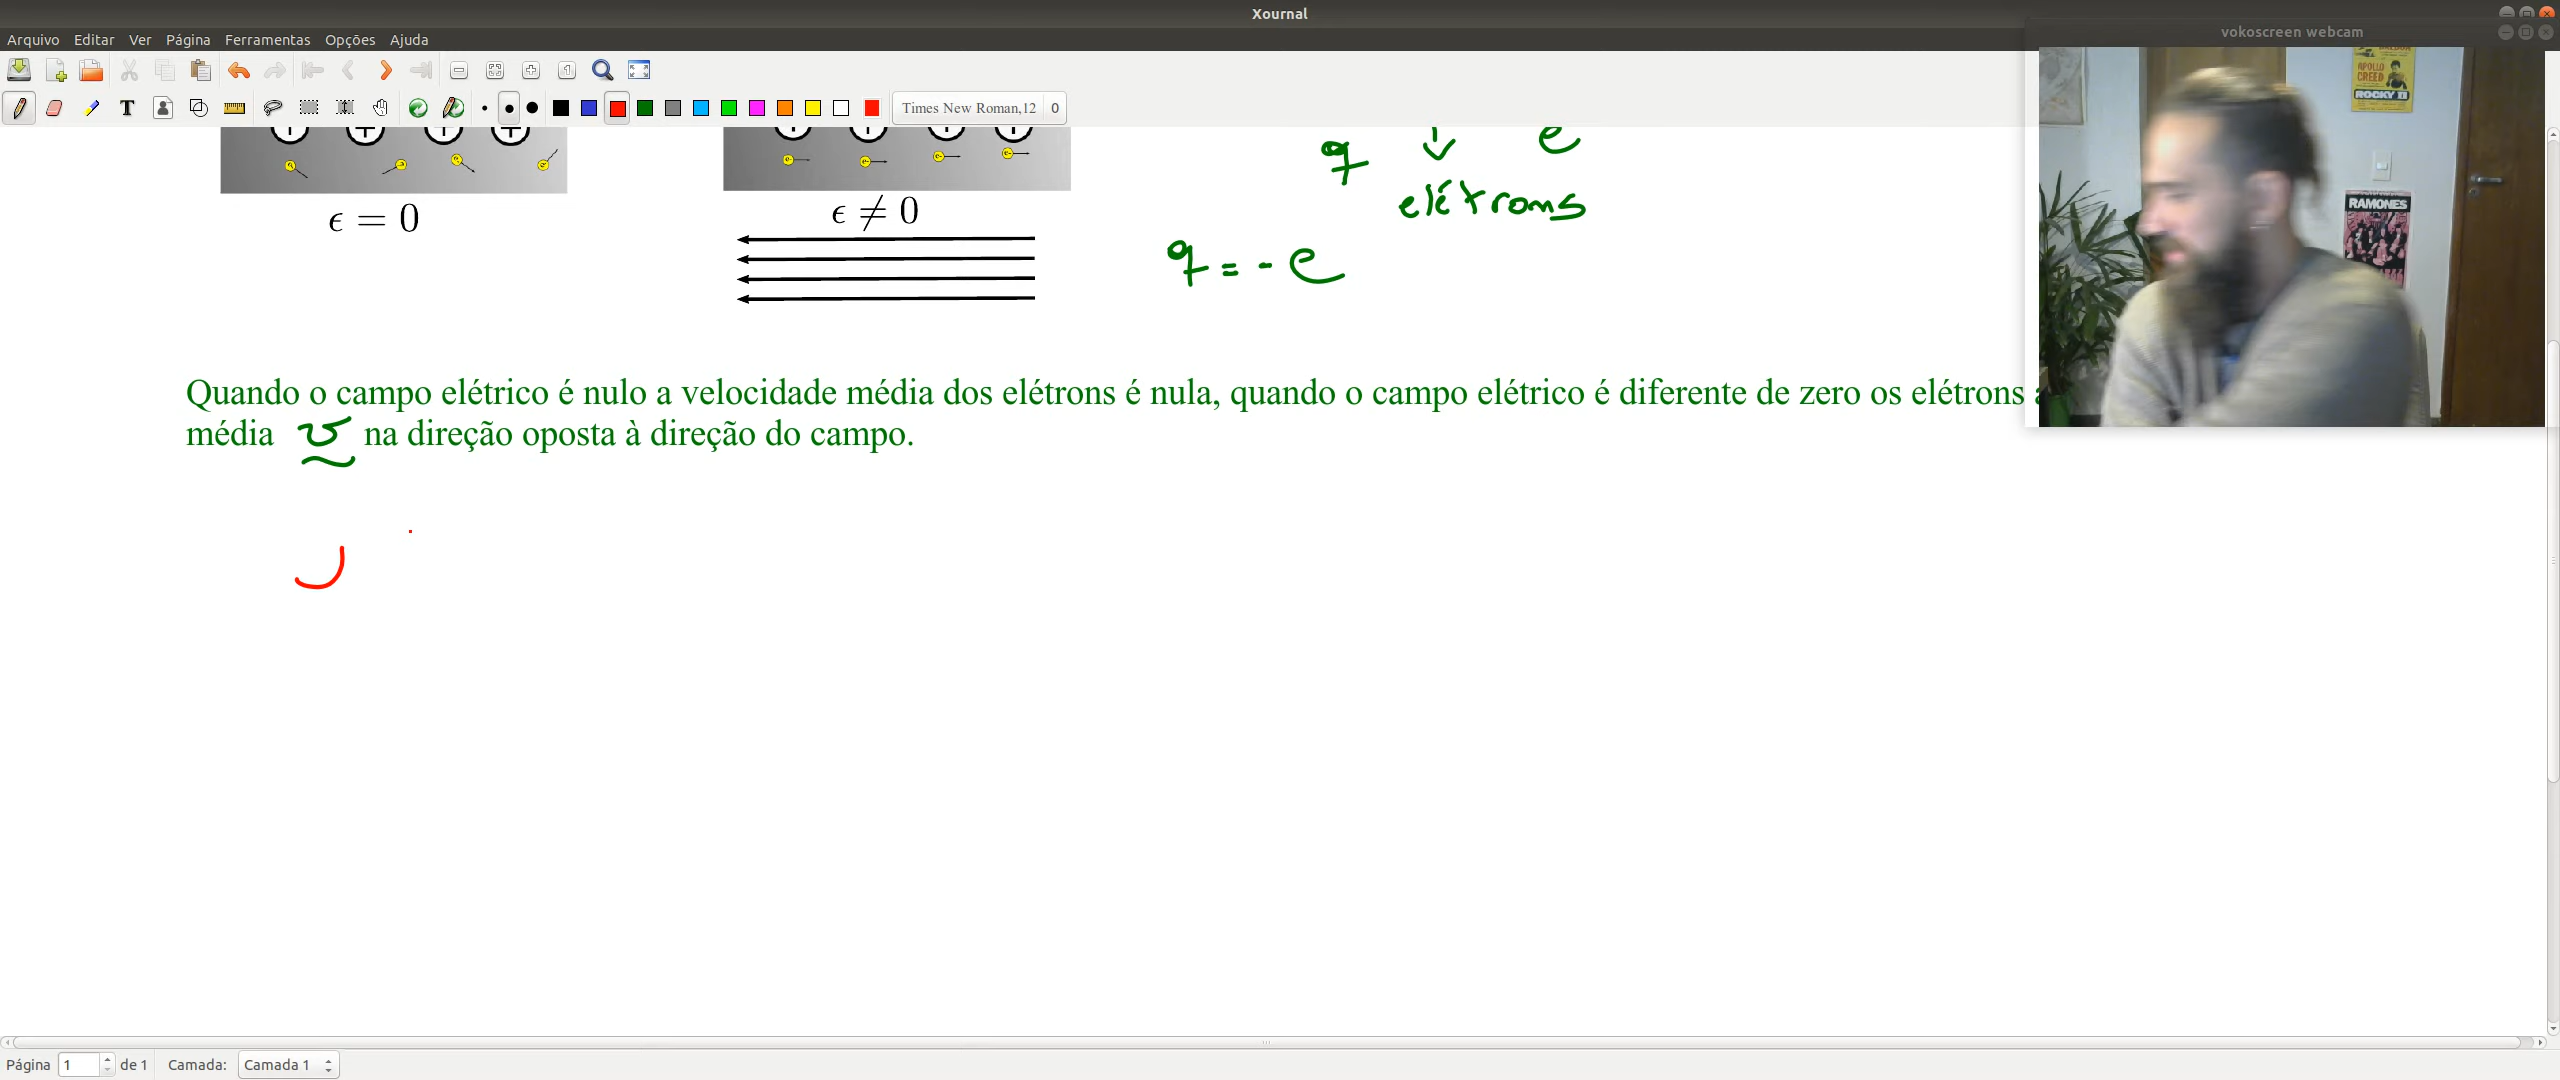 Xournal
vokoscreen webcam
Arquivo Editar Ver Página Ferramentas Opções Ajuda
T
Times New Roman,12 0
APOLLO CREED
ROCKY II
RAMONES
q e
elétrons
ϵ = 0
ϵ ≠ 0
q = - e
Quando o campo elétrico é nulo a velocidade média dos elétrons é nula, quando o campo elétrico é diferente de zero os elétrons
média v na direção oposta à direção do campo.
J
Página 1 de 1 Camada: Camada 1